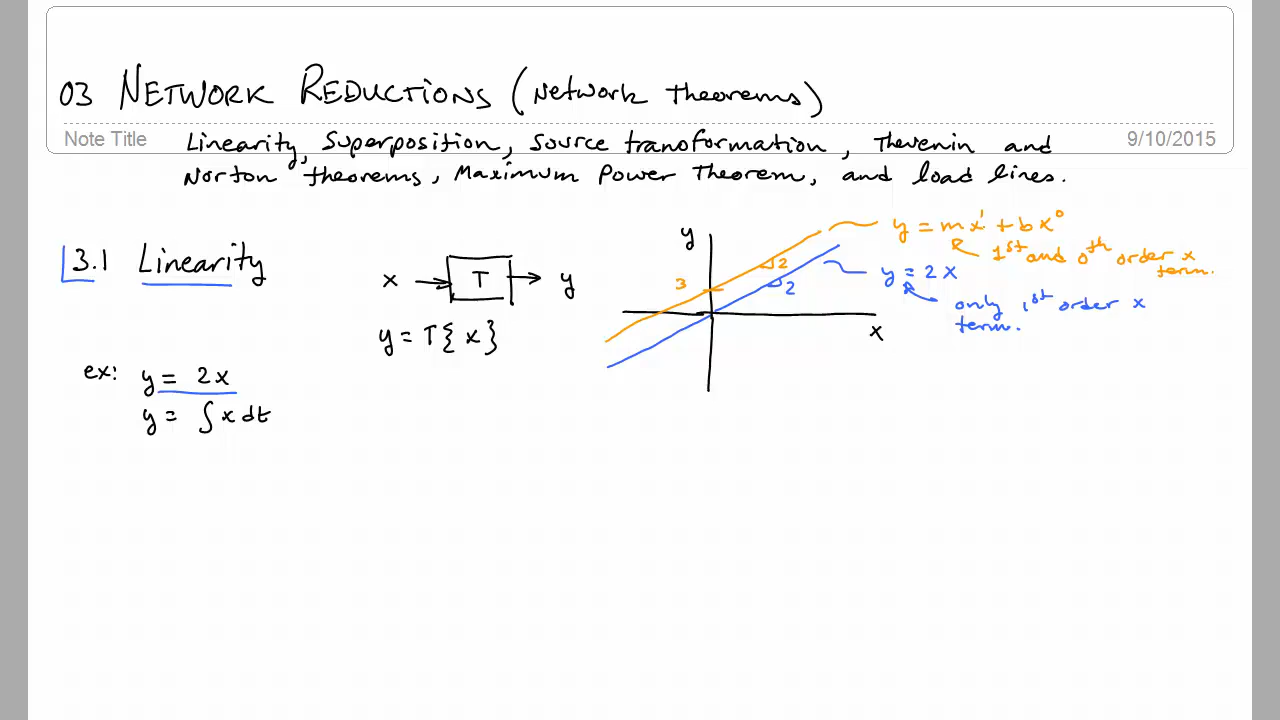 03 NETWORK REDUCTIONS (Network Theorems)
Note Title
9/10/2015
Linearity, Superposition, Source transformation, Thevenin and
Norton theorems, Maximum Power Theorem, and load lines.
3.1 Linearity
x → T → y
y = T{x}
ex: y = 2x
y = ∫ x dt
y
3
2
2
x
y = mx¹ + bx⁰
1st and 0th order x
term.
y = 2x
only 1st order x
term.